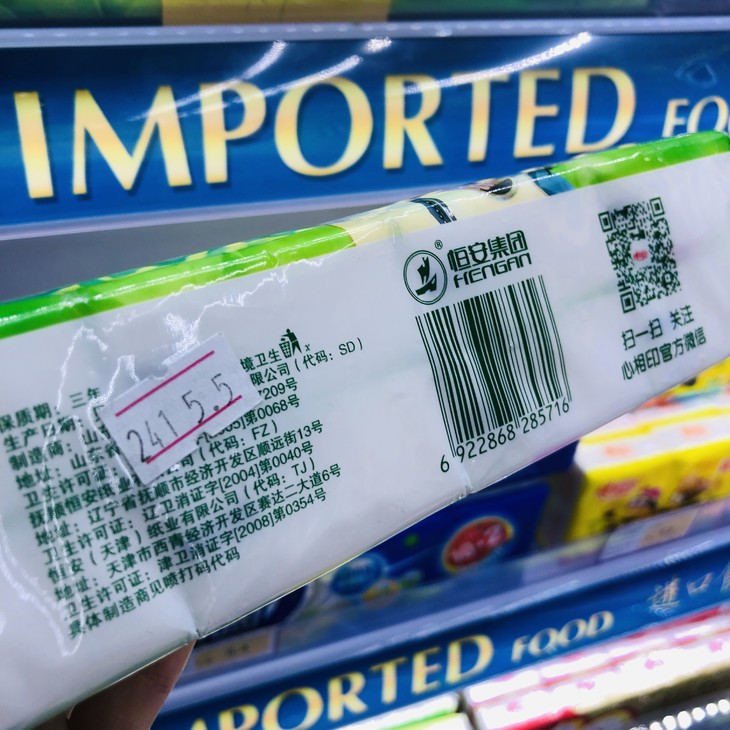 IMPORTED FOO
恒安集团
HENGAN
®
扫一扫 关注
心相印官方微信
6 922868 285716
241 5.5
保质期：三年
境卫生
生产日期：
限公司（代码：SD）
制造商：山
209号
地址：山东
]第0068号
卫生许可证：
公司（代码：FZ）
抚顺恒安纸
地址：辽宁省抚顺市经济开发区顺远街13号
卫生许可证：辽卫消证字[2004]第0040号
恒安（天津）纸业有限公司（代码：TJ）
地址：天津市西青经济开发区赛达二大道6号
卫生许可证：津卫消证字[2008]第0354号
具体制造商见喷打码代码
進口
IMPORTED FOOD